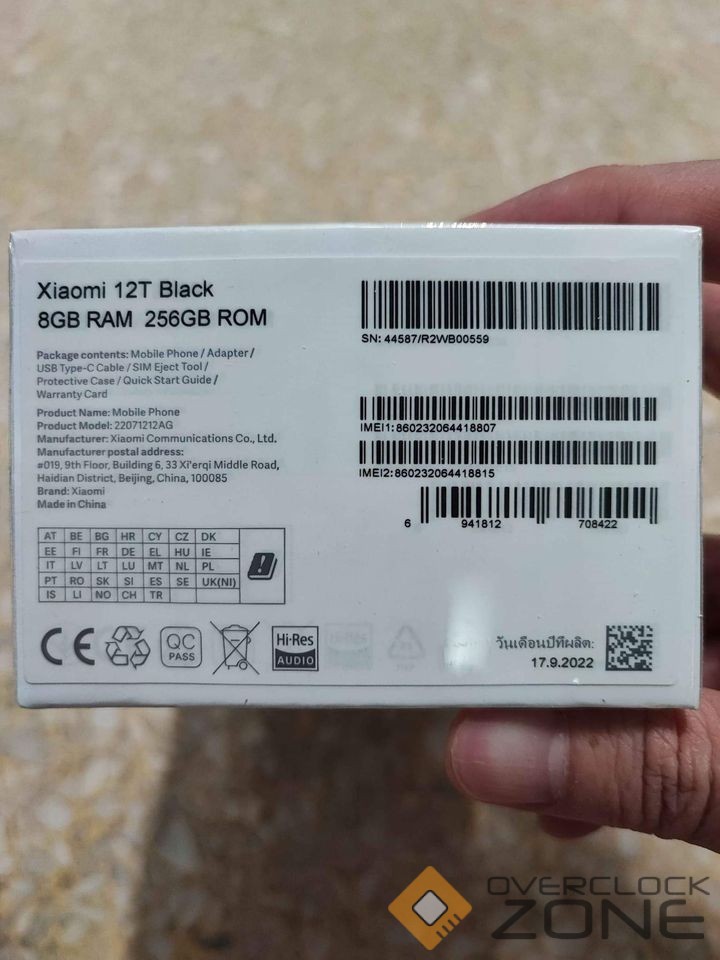 Xiaomi 12T Black
8GB RAM 256GB ROM
Package contents: Mobile Phone / Adapter /
USB Type-C Cable / SIM Eject Tool /
Protective Case / Quick Start Guide /
Warranty Card
Product Name: Mobile Phone
Product Model: 22071212AG
Manufacturer: Xiaomi Communications Co., Ltd.
Manufacturer postal address:
#019, 9th Floor, Building 6, 33 Xi'erqi Middle Road,
Haidian District, Beijing, China, 100085
Brand: Xiaomi
Made in China
SN: 44587/R2WB00559
IMEI1:860232064418807
IMEI2:860232064418815
6 941812 708422
AT BE BG HR CY CZ DK
EE FI FR DE EL HU IE
IT LV LT LU MT NL PL
PT RO SK SI ES SE UK(NI)
IS LI NO CH TR
CE
QC
PASS
Hi-Res
AUDIO
วันเดือนปีที่ผลิต:
17.9.2022
OVERCLOCK
ZONE